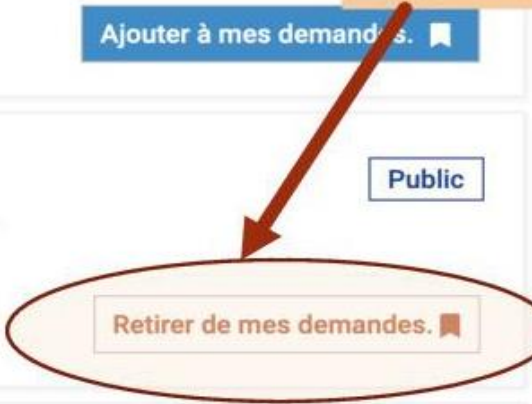 Ajouter à mes demandes.
Public
Retirer de mes demandes.